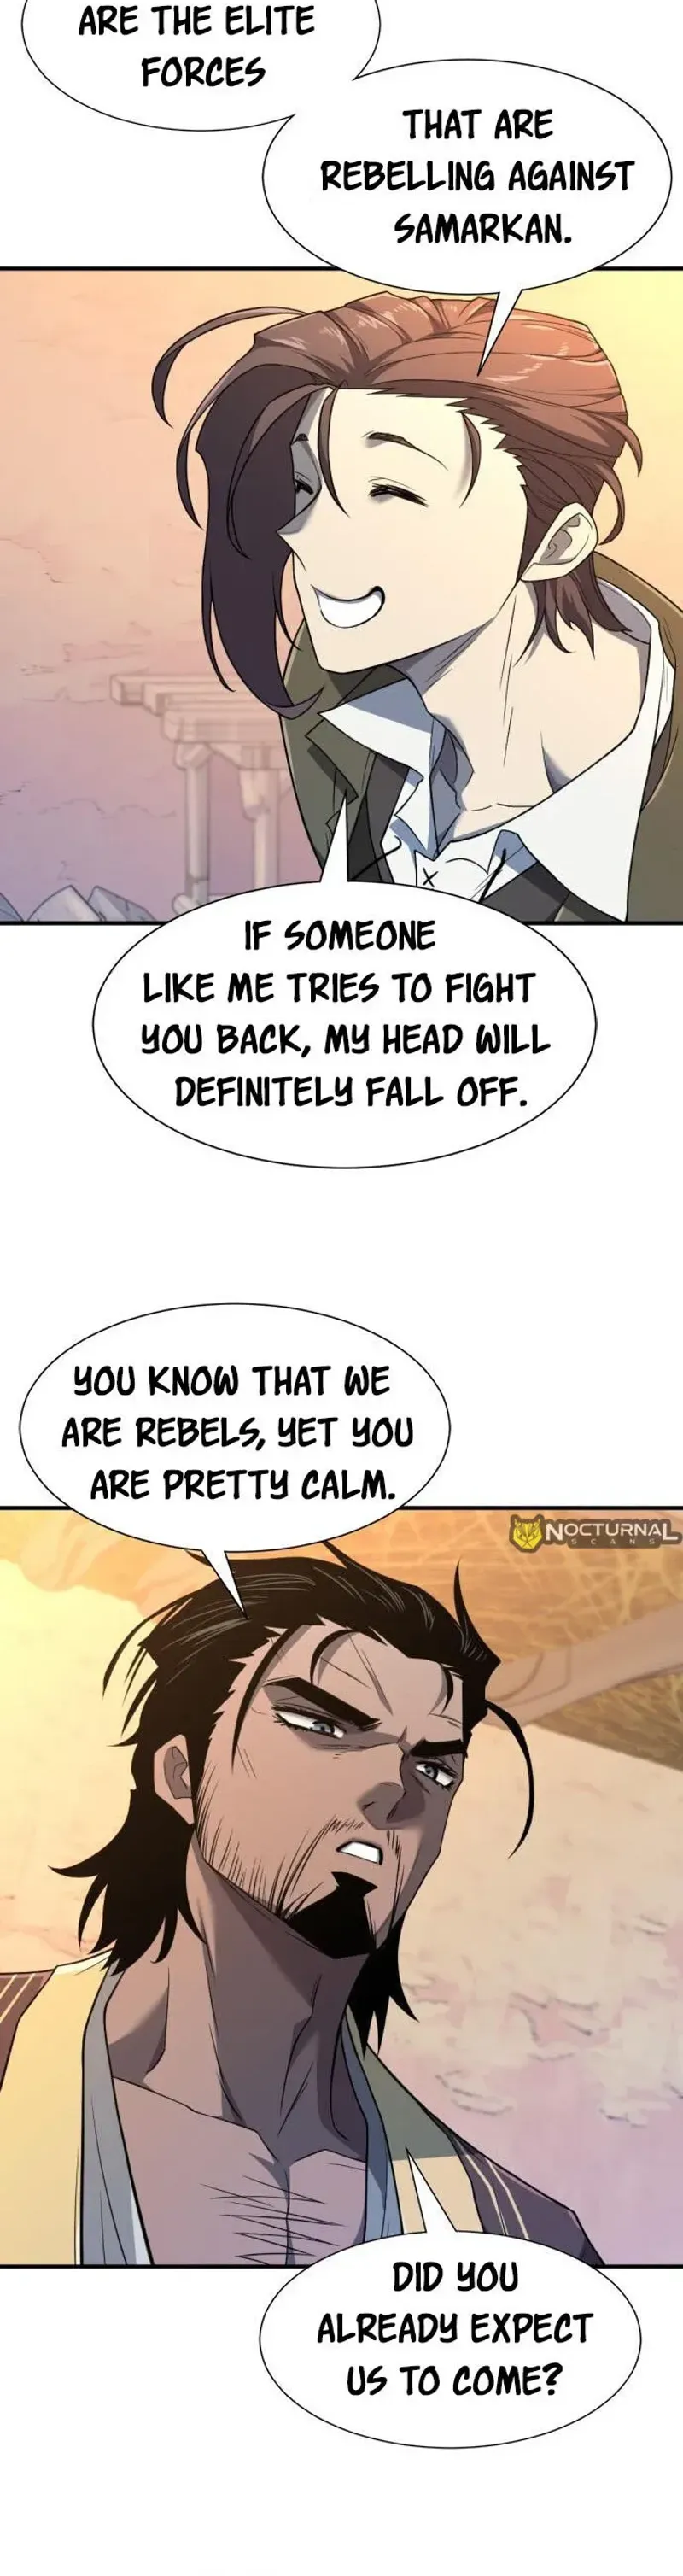 ARE THE ELITE
FORCES
THAT ARE
REBELLING AGAINST
SAMARKAN.
IF SOMEONE
LIKE ME TRIES TO FIGHT
YOU BACK, MY HEAD WILL
DEFINITELY FALL OFF.
YOU KNOW THAT WE
ARE REBELS, YET YOU
ARE PRETTY CALM.
NOCTURNAL
SCANS
DID YOU
ALREADY EXPECT
US TO COME?